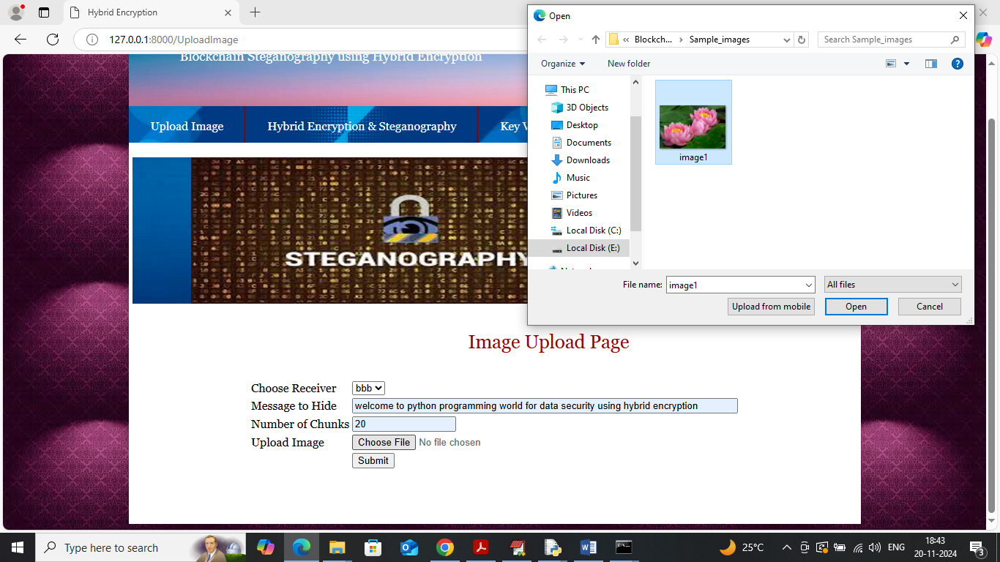 Hybrid Encryption
127.0.0.1:8000/UploadImage
Blockchain Steganography using Hybrid Encryption
Upload Image
Hybrid Encryption & Steganography
Key V
STEGANOGRAPHY
Open
« Blockch... › Sample_images
Search Sample_images
Organize
New folder
This PC
3D Objects
Desktop
Documents
Downloads
Music
Pictures
Videos
Local Disk (C:)
Local Disk (E:)
image1
File name: image1
All files
Upload from mobile
Open
Cancel
Image Upload Page
Choose Receiver bbb
Message to Hide welcome to python programming world for data security using hybrid encryption
Number of Chunks 20
Upload Image Choose File No file chosen
Submit
Type here to search
25°C
ENG
18:43
20-11-2024
3